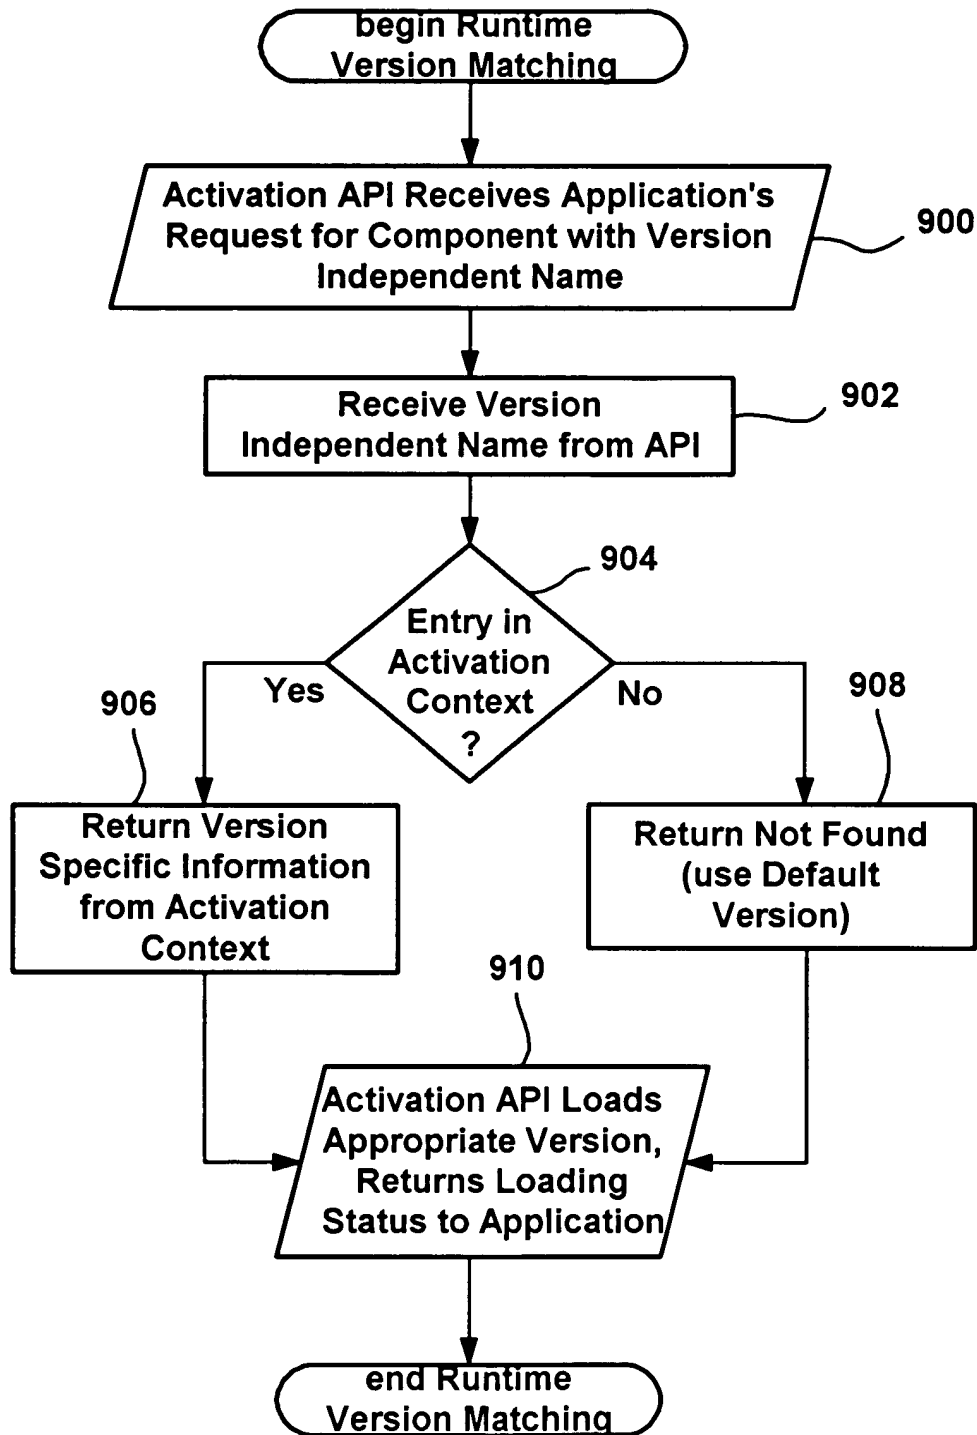 begin Runtime
Version Matching
Activation API Receives Application's
Request for Component with Version
Independent Name
900
Receive Version
Independent Name from API
902
904
Entry in
Activation
Context
?
Yes
No
906
908
Return Version
Specific Information
from Activation
Context
Return Not Found
(use Default
Version)
910
Activation API Loads
Appropriate Version,
Returns Loading
Status to Application
end Runtime
Version Matching